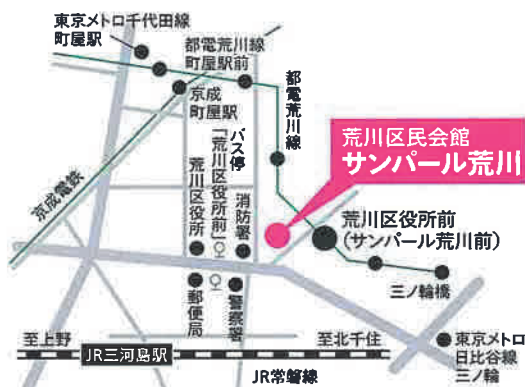 東京メトロ千代田線
町屋駅
都電荒川線
町屋駅前
京成
町屋駅
都電荒川線
荒川区民会館
サンパール荒川
京成電鉄
バス停
「荒川区役所前」
荒川区役所
消防署
荒川区役所前
(サンパール荒川前)
三ノ輪橋
郵便局
警察署
至上野
JR三河島駅
至北千住
JR常磐線
東京メトロ
日比谷線
三ノ輪